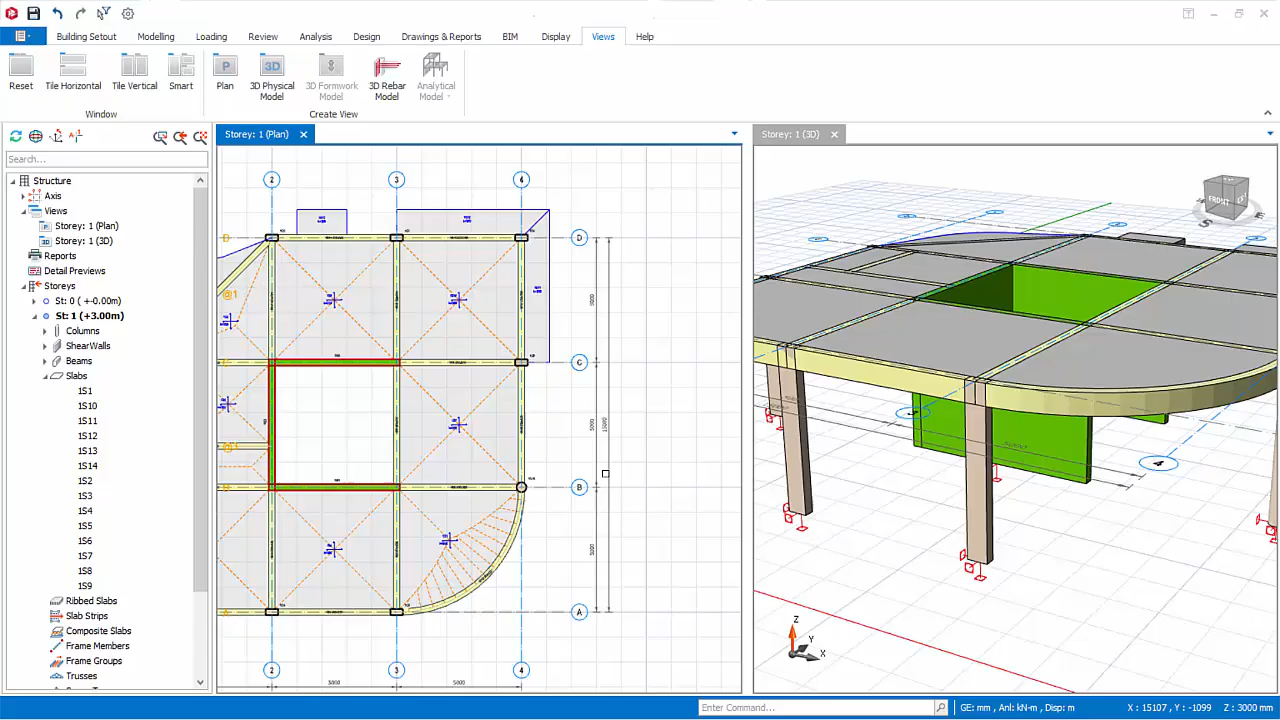 Building Setout
Modelling
Loading
Review
Analysis
Design
Drawings & Reports
BIM
Display
Views
Help
Reset
Tile Horizontal
Tile Vertical
Smart
Plan
3D Physical
Model
3D Formwork
Model
3D Rebar
Model
Analytical
Model
Window
Create View
Search...
Structure
Axis
Views
Storey: 1 (Plan)
Storey: 1 (3D)
Reports
Detail Previews
Storeys
St: 0 ( +-0.00m)
St: 1 (+3.00m)
Columns
ShearWalls
Beams
Slabs
1S1
1S10
1S11
1S12
1S13
1S14
1S2
1S3
1S4
1S5
1S6
1S7
1S8
1S9
Ribbed Slabs
Slab Strips
Composite Slabs
Frame Members
Frame Groups
Trusses
Storey: 1 (Plan)
2
3
4
D
C
B
A
2
3
4
5000
Storey: 1 (3D)
FRONT
4
Z
Y
X
Enter Command...
GE: mm , Anl: kN-m , Disp: m
X : 15107 , Y : -1099
Z : 3000 mm